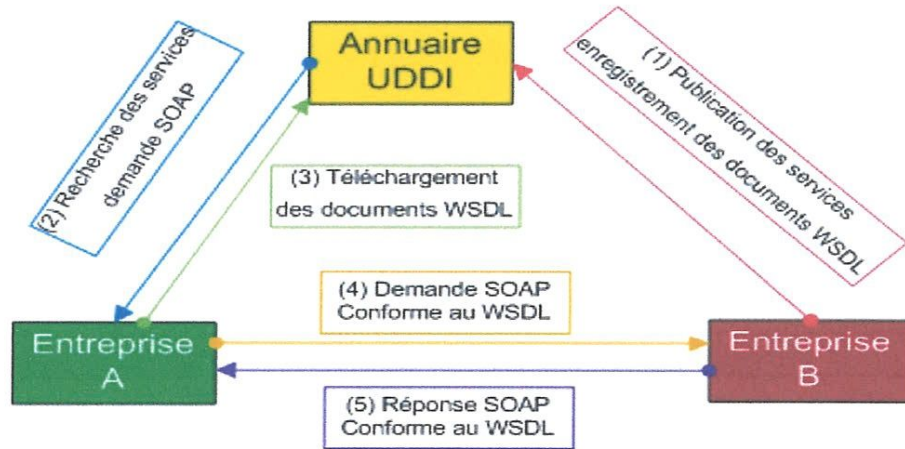 Annuaire
UDDI
(1) Publication des services
enregistrement des documents WSDL
(2) Recherche des services
demande SOAP
(3) Téléchargement
des documents WSDL
(4) Demande SOAP
Conforme au WSDL
Entreprise
A
Entreprise
B
(5) Réponse SOAP
Conforme au WSDL